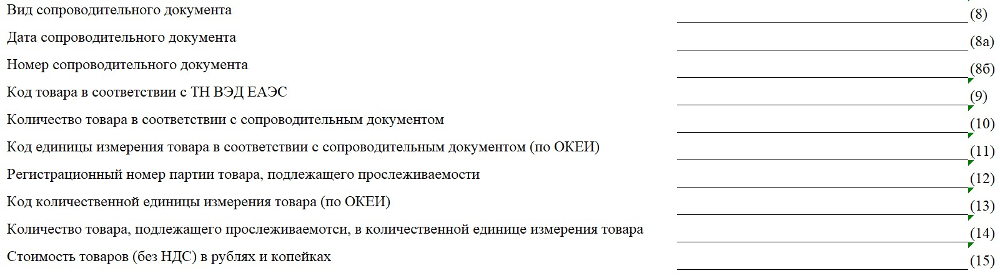 Вид сопроводительного документа (8)
Дата сопроводительного документа (8а)
Номер сопроводительного документа (8б)
Код товара в соответствии с ТН ВЭД ЕАЭС (9)
Количество товара в соответствии с сопроводительным документом (10)
Код единицы измерения товара в соответствии с сопроводительным документом (по ОКЕИ) (11)
Регистрационный номер партии товара, подлежащего прослеживаемости (12)
Код количественной единицы измерения товара (по ОКЕИ) (13)
Количество товара, подлежащего прослеживаемотси, в количественной единице измерения товара (14)
Стоимость товаров (без НДС) в рублях и копейках (15)